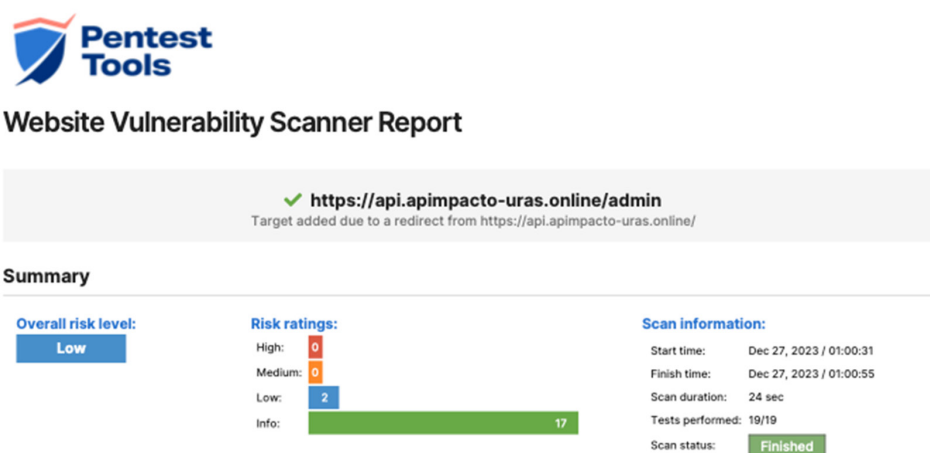 Pentest
Tools
Website Vulnerability Scanner Report
https://api.apimpacto-uras.online/admin
Target added due to a redirect from https://api.apimpacto-uras.online/
Summary
Overall risk level:
Low
Risk ratings:
High: 0
Medium: 0
Low: 2
Info: 17
Scan information:
Start time: Dec 27, 2023 / 01:00:31
Finish time: Dec 27, 2023 / 01:00:55
Scan duration: 24 sec
Tests performed: 19/19
Scan status: Finished